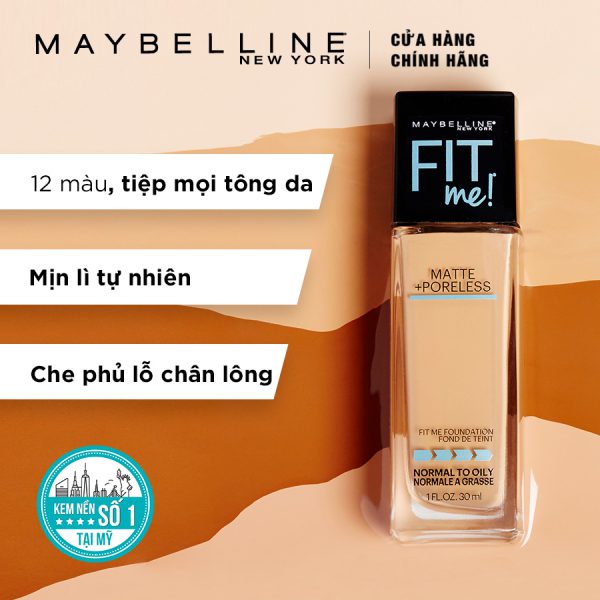 MAYBELLINE
NEW YORK
CỬA HÀNG
CHÍNH HÃNG
MAYBELLINE
NEW YORK
FIT
me!
12 màu, tiệp mọi tông da
MATTE
+PORELESS
Mịn lì tự nhiên
Che phủ lỗ chân lông
FIT ME FOUNDATION
FOND DE TEINT
NORMAL TO OILY
NORMALE A GRASSE
1 FL. OZ. 30 ml
KEM NỀN
SỐ 1
TẠI MỸ